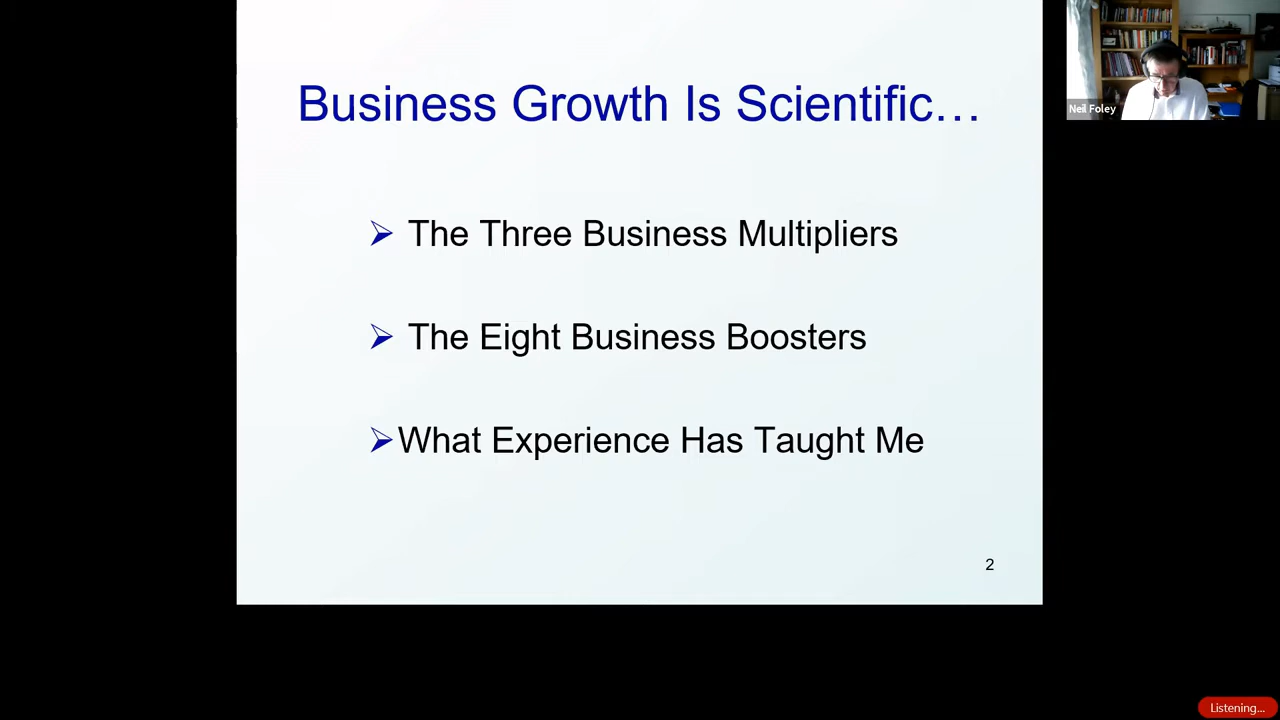 Business Growth Is Scientific…
Neil Foley
The Three Business Multipliers
The Eight Business Boosters
What Experience Has Taught Me
2
Listening...